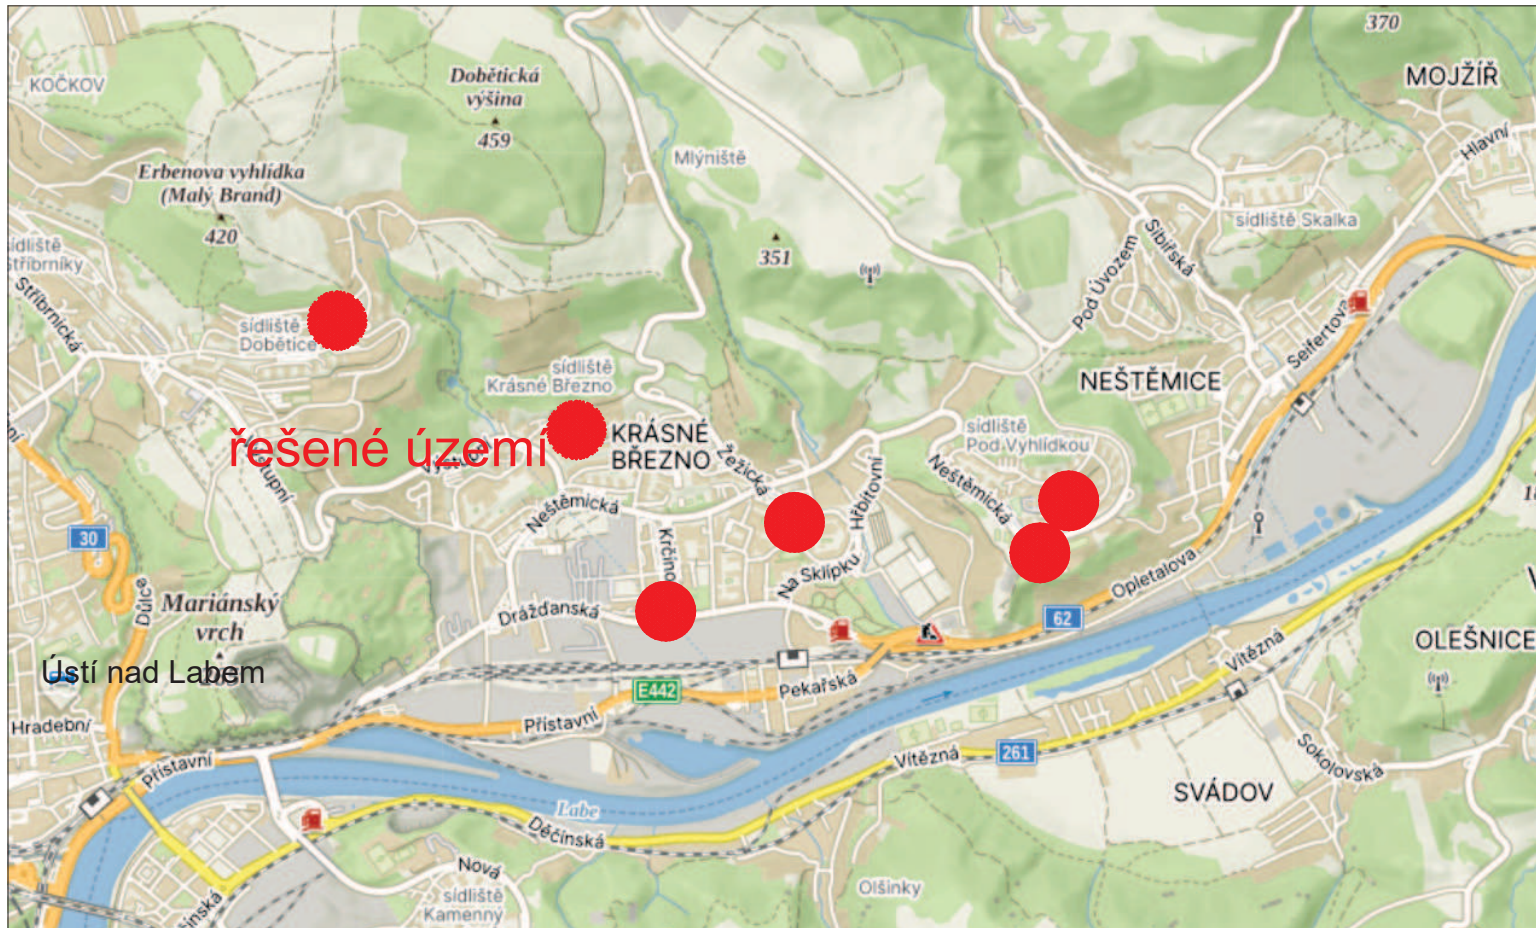 370
MOJŽÍŘ
KOČKOV
Dobětická
výšina
459
Hlavní
Mlýniště
Erbenova vyhlídka
(Malý Brand)
420
sídliště Skalka
Sibiřská
351
Pod Úvozem
Stříbrníky
Stříbrnická
Seifertova
sídliště
Dobětice
sídliště
Krásné Březno
NEŠTĚMICE
řešené území
KRÁSNÉ
BŘEZNO
sídliště
Pod Vyhlídkou
Žežická
Hřbitovní
Neštěmická
Neštěmická
30
Krčínova
Na Sklípku
Opletalova
Důlce
Drážďanská
62
Mariánský
vrch
Ústí nad Labem
OLEŠNICE
Vítězná
E442
Pekařská
Přístavní
Hradební
Přístavní
Vítězná
261
Sokolovská
SVÁDOV
Labe
Děčínská
Nová
sídliště
Kamenný
Olšinky